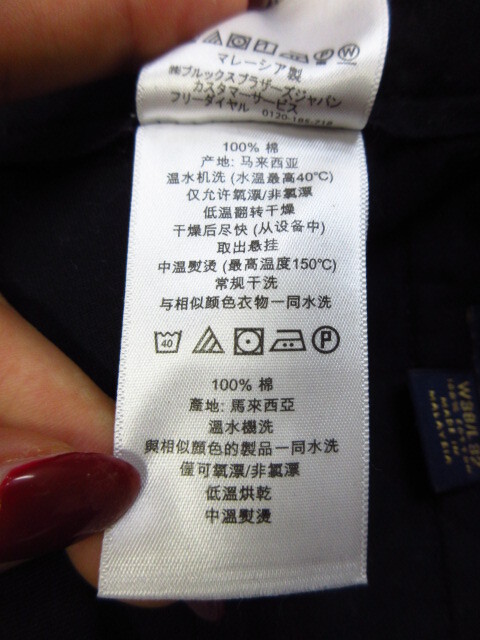 マレーシア製
㈱ブルックスブラザーズジャパン
カスタマーサービス
フリーダイヤル 0120-185-718
100% 棉
产地: 马来西亚
温水机洗 (水温最高40℃)
仅允许氧漂/非氯漂
低温翻转干燥
干燥后尽快 (从设备中)
取出悬挂
中温熨烫 (最高温度150℃)
常规干洗
与相似颜色衣物一同水洗
40 P
100% 棉
產地: 馬來西亞
溫水機洗
與相似顏色的製品一同水洗
僅可氧漂/非氯漂
低溫烘乾
中溫熨燙